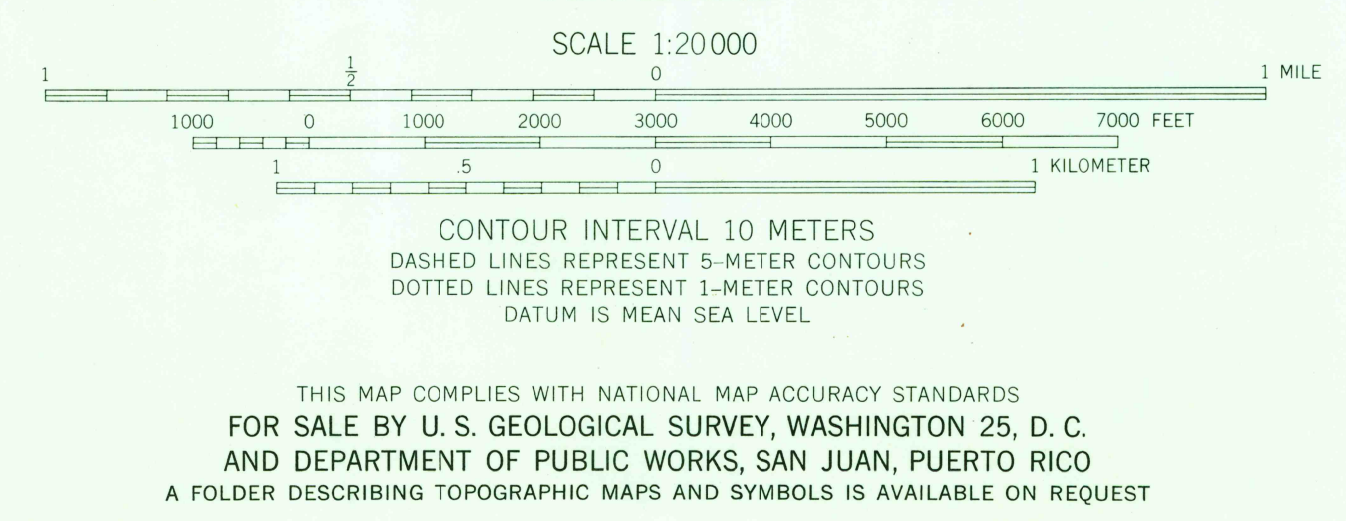 SCALE 1:20000
1 1/2 0 1 MILE
1000 0 1000 2000 3000 4000 5000 6000 7000 FEET
1 .5 0 1 KILOMETER
CONTOUR INTERVAL 10 METERS
DASHED LINES REPRESENT 5-METER CONTOURS
DOTTED LINES REPRESENT 1-METER CONTOURS
DATUM IS MEAN SEA LEVEL
THIS MAP COMPLIES WITH NATIONAL MAP ACCURACY STANDARDS
FOR SALE BY U. S. GEOLOGICAL SURVEY, WASHINGTON 25, D. C.
AND DEPARTMENT OF PUBLIC WORKS, SAN JUAN, PUERTO RICO
A FOLDER DESCRIBING TOPOGRAPHIC MAPS AND SYMBOLS IS AVAILABLE ON REQUEST